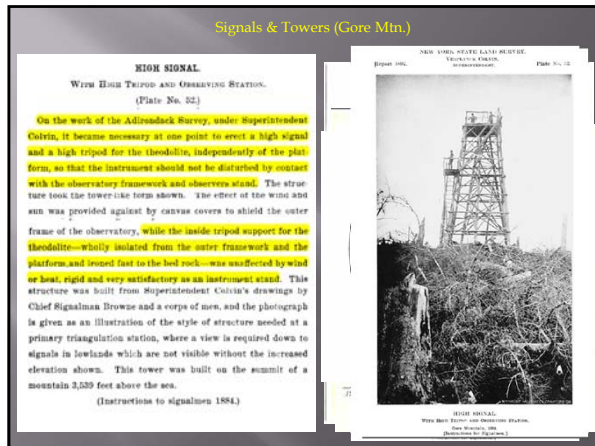 Signals & Towers (Gore Mtn.)
HIGH SIGNAL.
WITH HIGH TRIPOD AND OBSERVING STATION.
(Plate No. 52.)
On the work of the Adirondack Survey, under Superintendent
Colvin, it became necessary at one point to erect a high signal
and a high tripod for the theodolite, independently of the plat-
form, so that the instrument should not be disturbed by contact
with the observatory framework and observers stand. The struc-
ture took the tower-like form shown. The effect of the wind and
sun was provided against by canvas covers to shield the outer
frame of the observatory, while the inside tripod support for the
theodolite—wholly isolated from the outer framework and the
platform, and ironed fast to the bed rock—was unaffected by wind
or heat, rigid and very satisfactory as an instrument stand. This
structure was built from Superintendent Colvin's drawings by
Chief Signalman Browne and a corps of men, and the photograph
is given as an illustration of the style of structure needed at a
primary triangulation station, where a view is required down to
signals in lowlands which are not visible without the increased
elevation shown. This tower was built on the summit of a
mountain 3,539 feet above the sea.
(Instructions to signalmen 1884.)
NEW YORK STATE LAND SURVEY.
VERPLANCK COLVIN,
SUPERINTENDENT.
Plate No. 52
HIGH SIGNAL
WITH HIGH TRIPOD AND OBSERVING STATION.
(Instructions for Signalmen.)